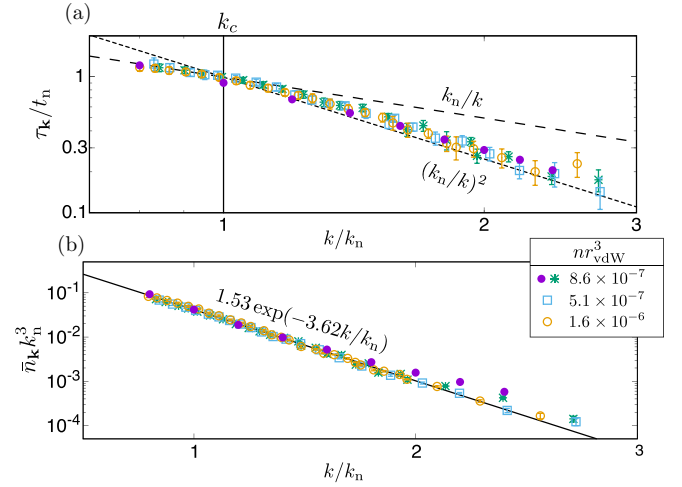 (a)
k_c
τ_k/t_n
1
0.3
0.1
k_n/k
(k_n/k)^2
1
2
3
k/k_n
(b)
n̄_k k_n^3
10^-1
10^-2
10^-3
10^-4
1.53 exp(−3.62k/k_n)
nr^3_vdW
8.6 × 10^-7
5.1 × 10^-7
1.6 × 10^-6
1
2
3
k/k_n